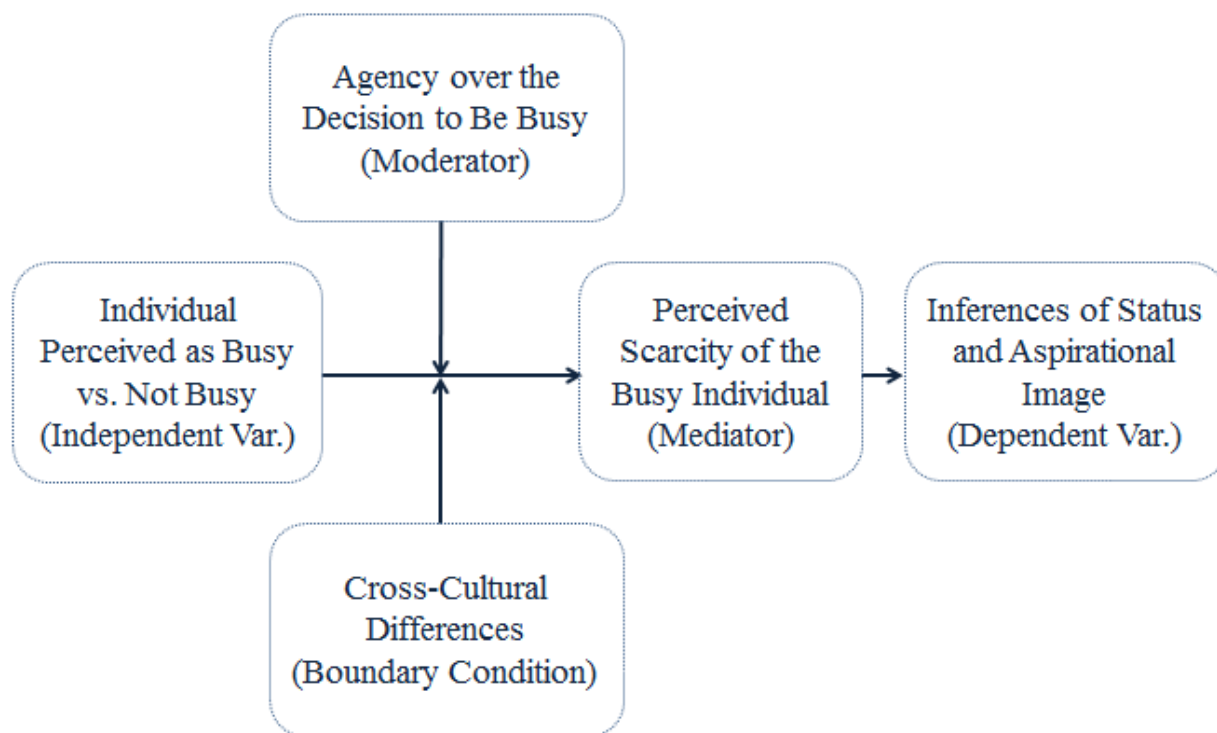 Agency over the
Decision to Be Busy
(Moderator)
Individual
Perceived as Busy
vs. Not Busy
(Independent Var.)
Perceived
Scarcity of the
Busy Individual
(Mediator)
Inferences of Status
and Aspirational
Image
(Dependent Var.)
Cross-Cultural
Differences
(Boundary Condition)